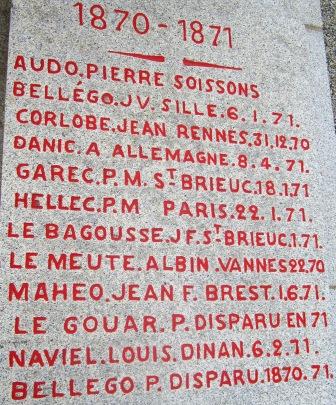 1870-1871
AUDO.PIERRE SOISSONS
BELLÉGO.J V. SILLE.6.1.71.
CORLOBE.JEAN RENNES.31.12.70
DANIC.A ALLEMAGNE.8.4.71.
GAREC.P.M. ST BRIEUC.18.1.71
HELLEC.P.M PARIS.22.1.71.
LE BAGOUSSE.J F.ST BRIEUC.1.71.
LE MEUTE.ALBIN.VANNES 22.70
MAHEO.JEAN F. BREST.1.6.71.
LE GOUAR.P.DISPARU EN 71
NAVIEL.LOUIS.DINAN.6.2.71.
BELLEGO P. DISPARU.1870.71.